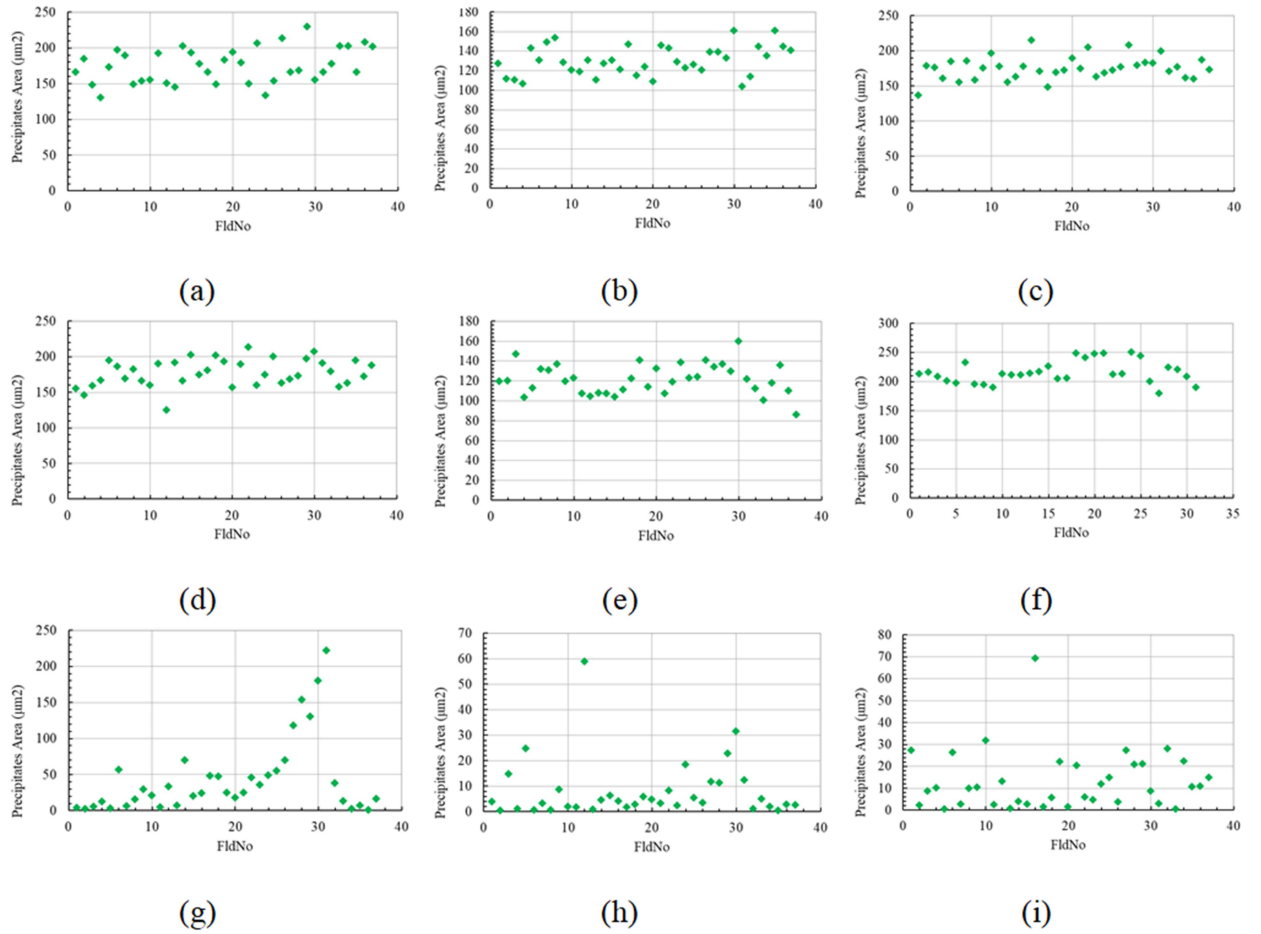 250
200
150
100
50
0
Precipitates Area (µm2)
0 10 20 30 40
FldNo
(a)
180
160
140
120
100
80
60
40
20
0
Precipitaes Area (µm2)
0 10 20 30 40
FldNo
(b)
250
200
150
100
50
0
Precipitates Area (µm2)
0 10 20 30 40
FldNo
(c)
250
200
150
100
50
0
Precipitates Area (µm2)
0 10 20 30 40
FldNo
(d)
180
160
140
120
100
80
60
40
20
0
Precipitates Area (µm2)
0 10 20 30 40
FldNo
(e)
300
250
200
150
100
50
0
Precipitates Area (µm2)
0 5 10 15 20 25 30 35
FldNo
(f)
250
200
150
100
50
0
Precipitates Area (µm2)
0 10 20 30 40
FldNo
(g)
70
60
50
40
30
20
10
0
Precipitates Area (µm2)
0 10 20 30 40
FldNo
(h)
80
70
60
50
40
30
20
10
0
Precipitates Area (µm2)
0 10 20 30 40
FldNo
(i)